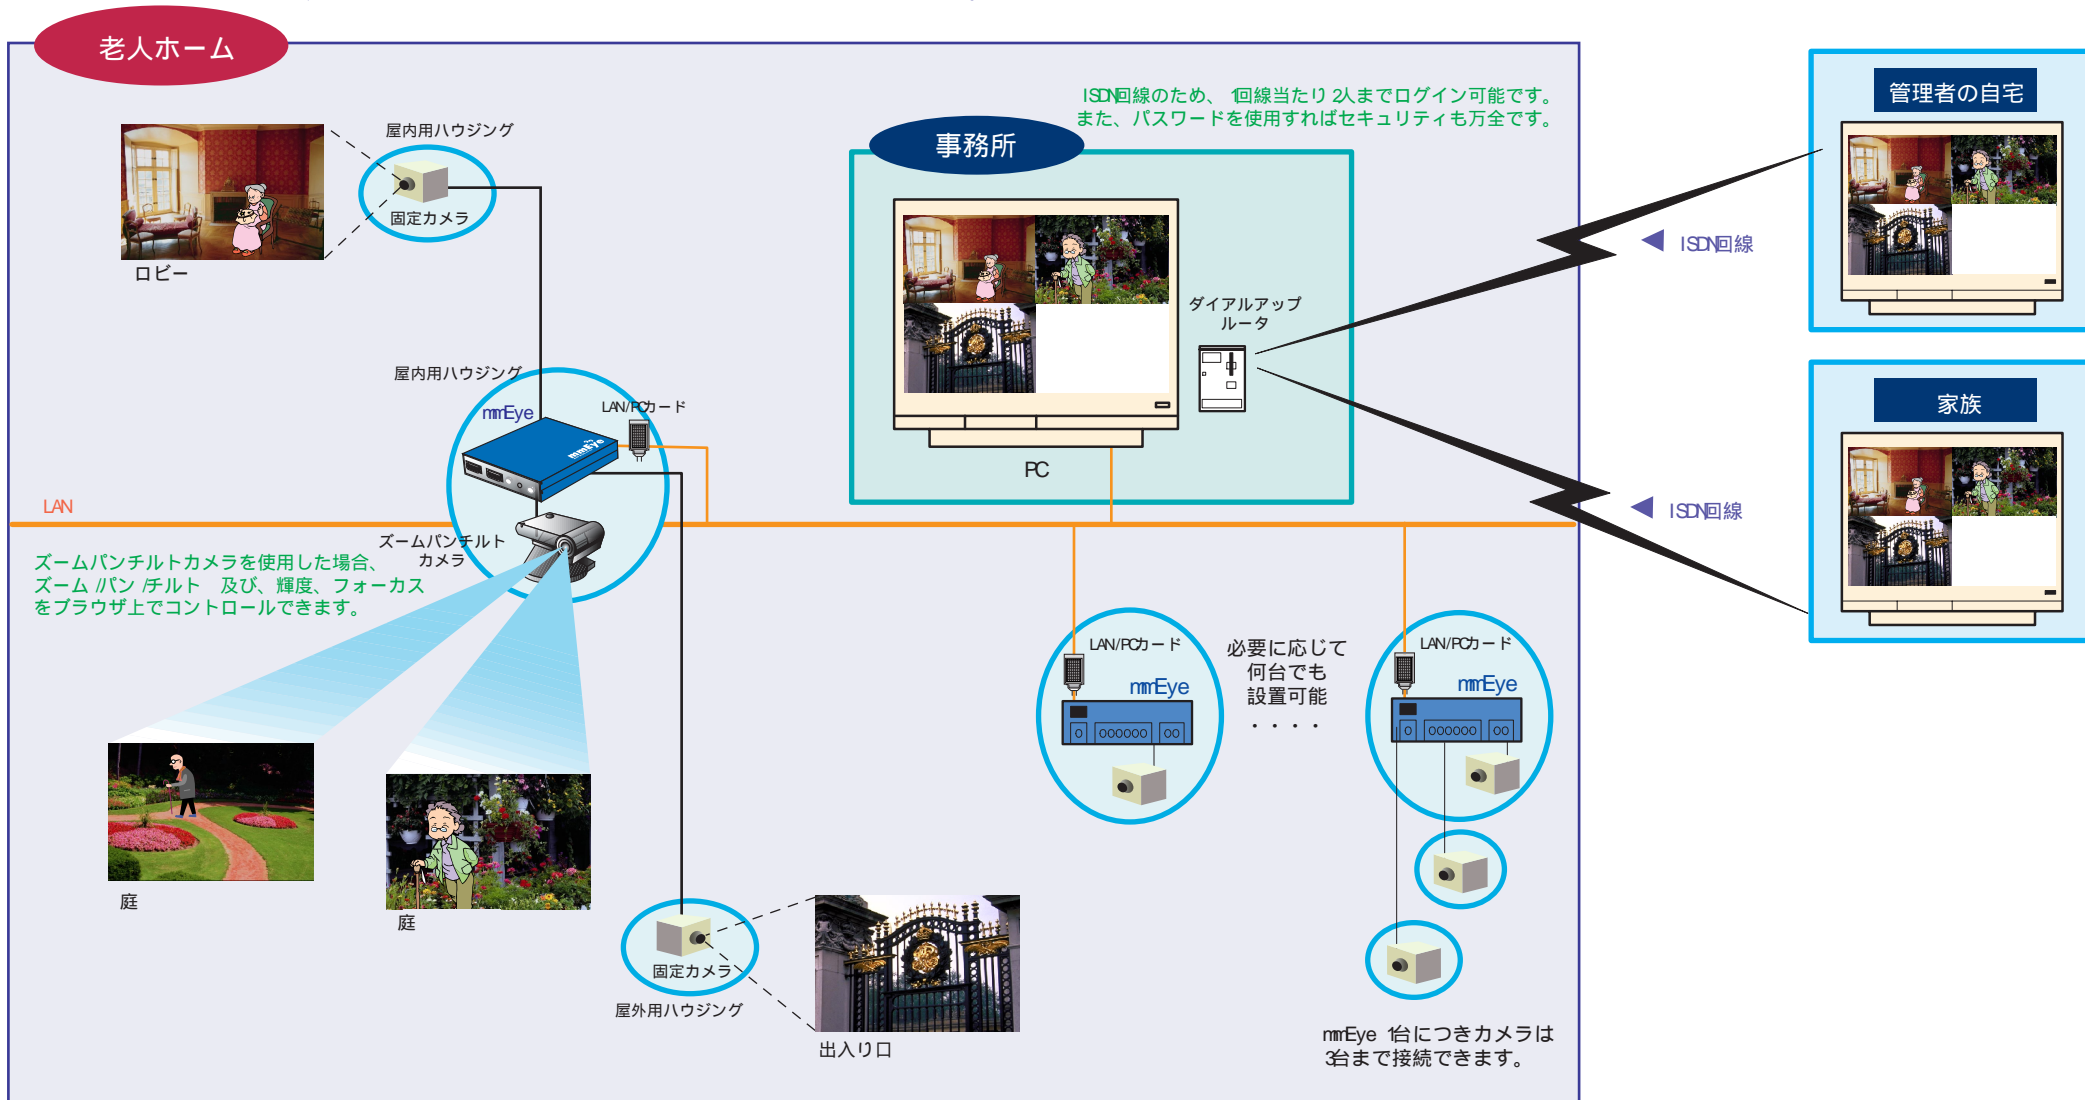 老人ホーム
屋内用ハウジング
固定カメラ
ロビー
ISDN回線のため、1回線当たり2人までログイン可能です。
また、パスワードを使用すればセキュリティも万全です。
事務所
ダイアルアップ
ルータ
PC
管理者の自宅
ISDN回線
家族
ISDN回線
屋内用ハウジング
mmEye
LAN/PCカード
mmEye
LAN
ズームパンチルト
カメラ
ズームパンチルトカメラを使用した場合、
ズーム/パン/チルト 及び、輝度、フォーカス
をブラウザ上でコントロールできます。
庭
庭
固定カメラ
屋外用ハウジング
出入り口
LAN/PCカード
mmEye
必要に応じて
何台でも
設置可能
・・・・
LAN/PCカード
mmEye
mmEye 1台につきカメラは
3台まで接続できます。